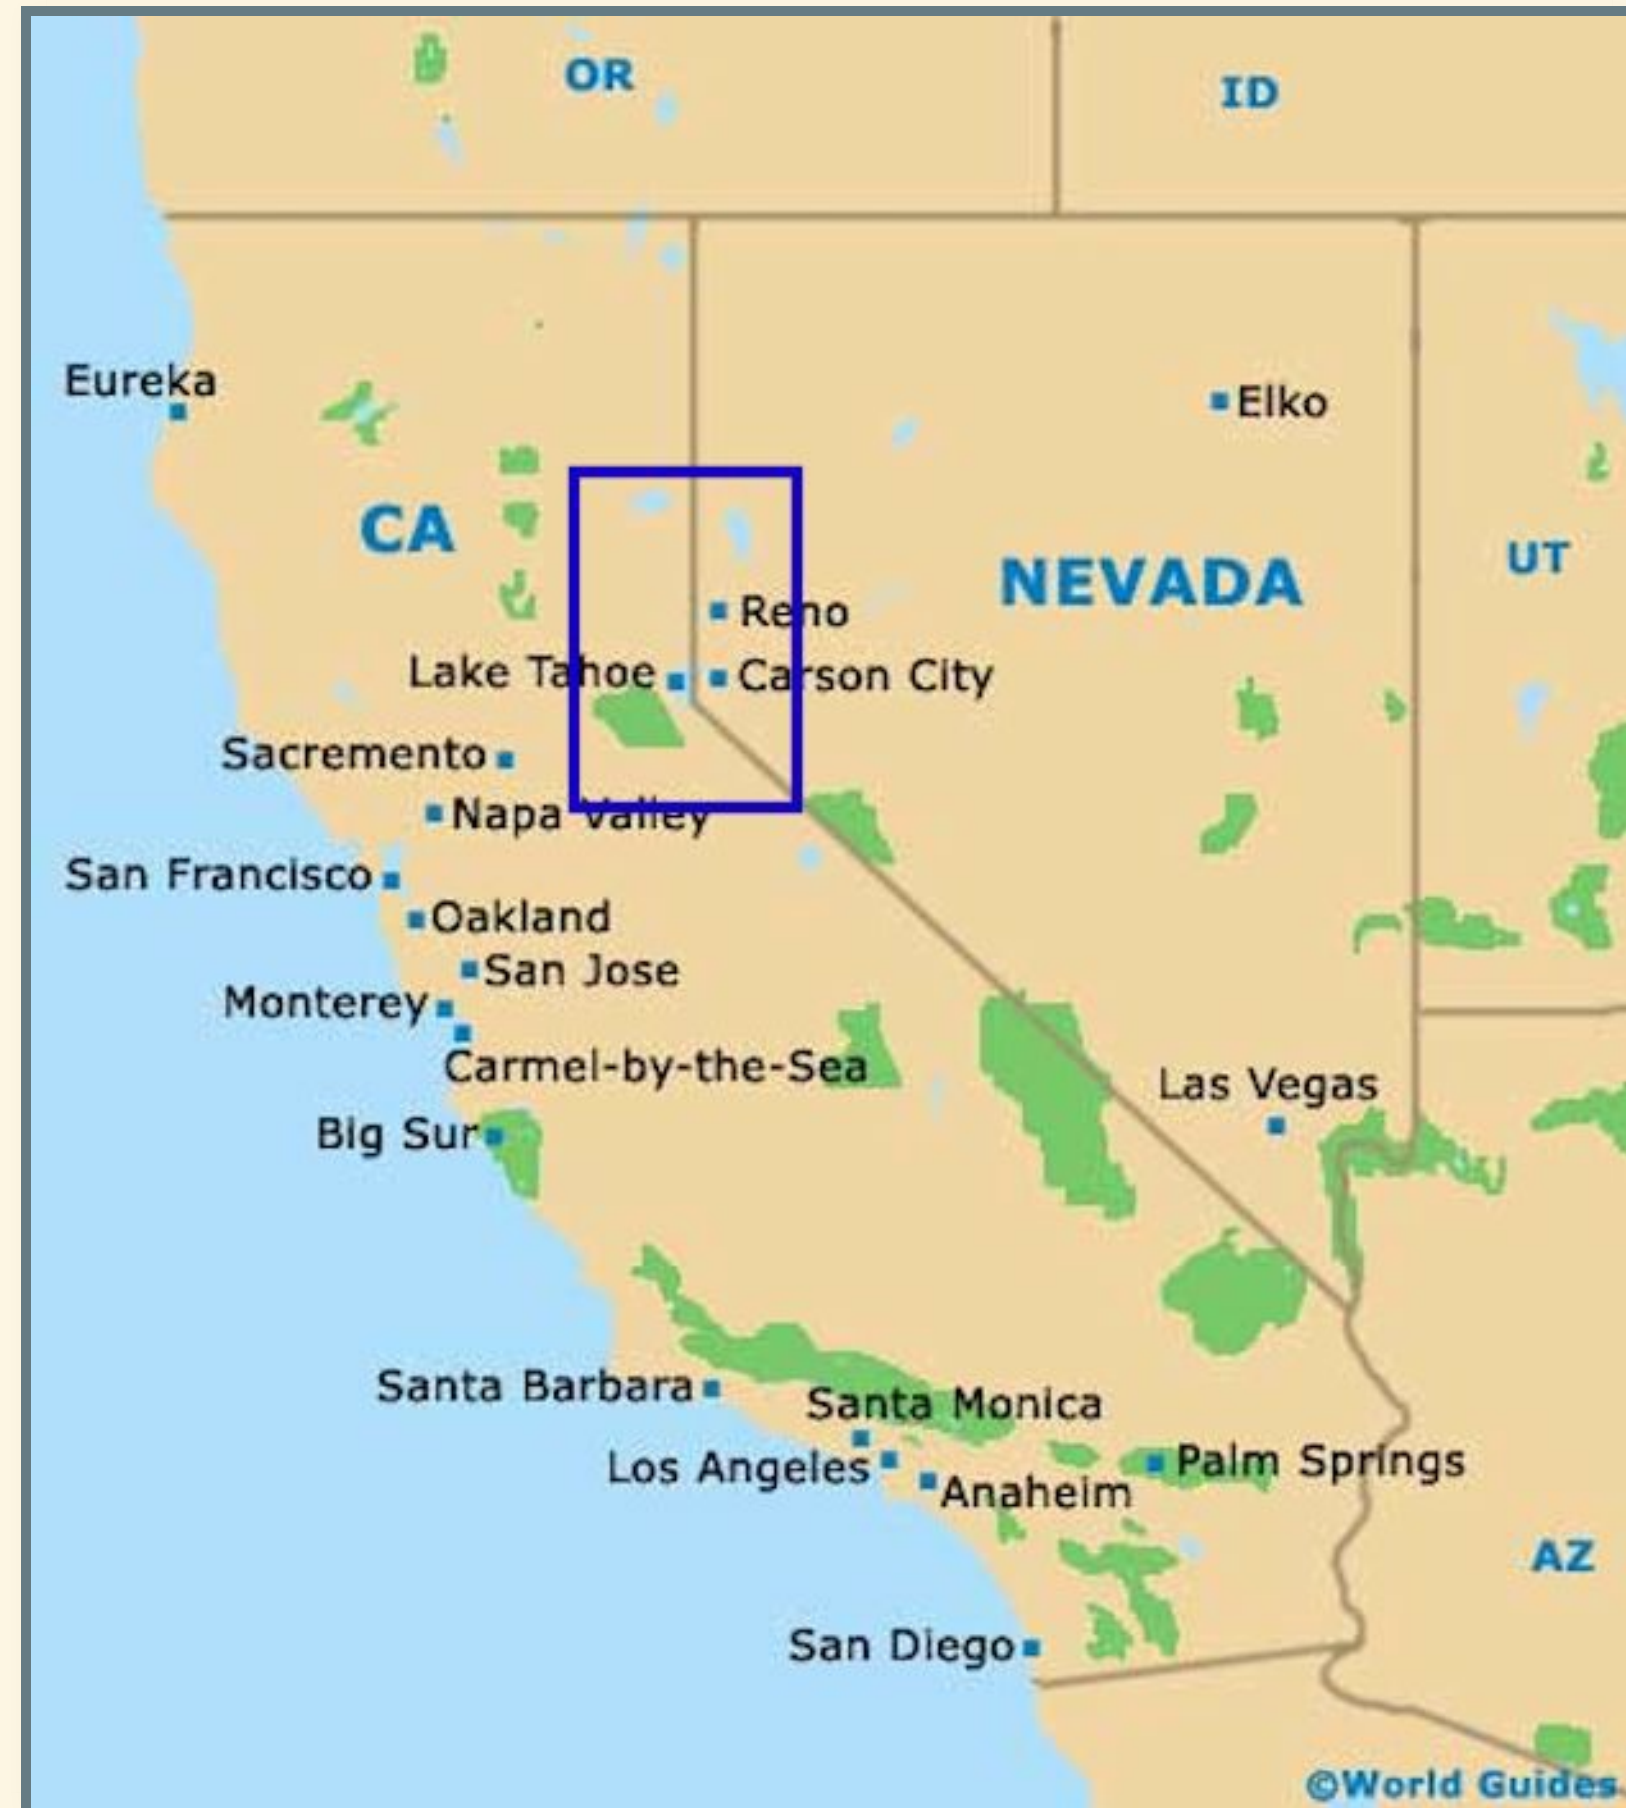 OR
ID
Eureka
Elko
CA
NEVADA
UT
Reno
Lake Tahoe
Carson City
Sacremento
Napa Valley
San Francisco
Oakland
San Jose
Monterey
Carmel-by-the-Sea
Las Vegas
Big Sur
Santa Barbara
Santa Monica
Los Angeles
Palm Springs
Anaheim
AZ
San Diego
©World Guides